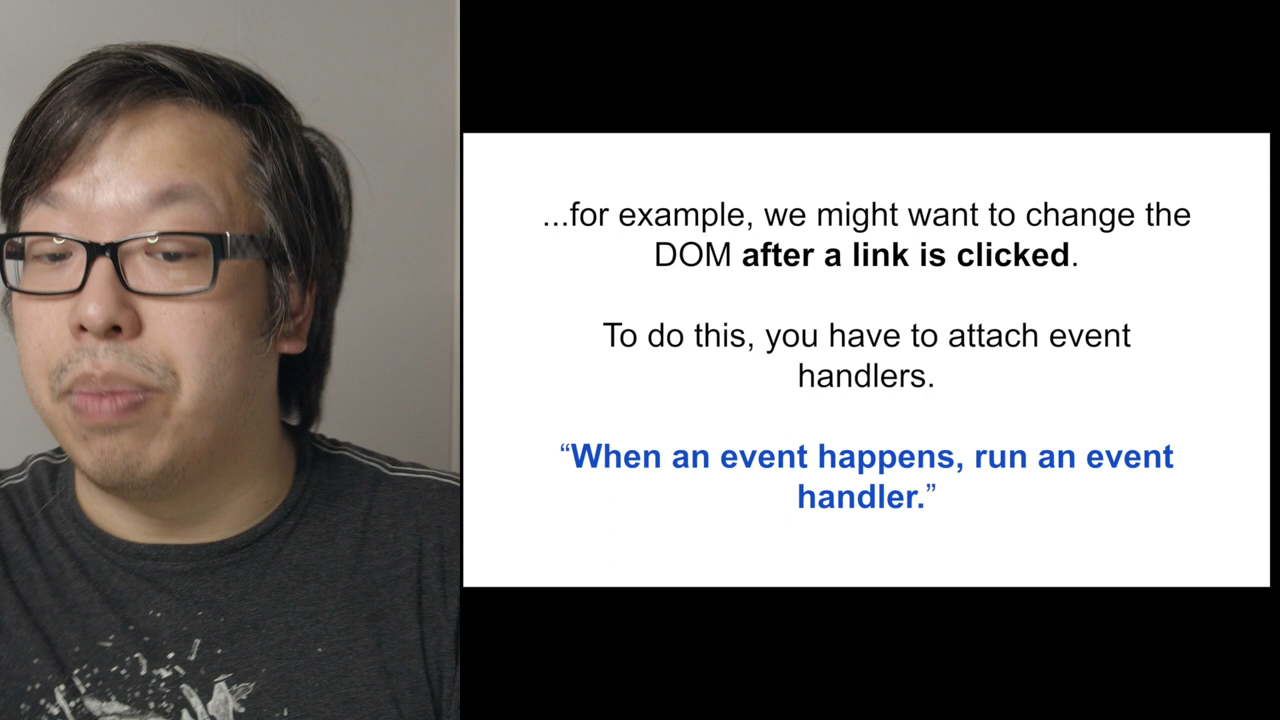 ...for example, we might want to change the
DOM after a link is clicked.
To do this, you have to attach event
handlers.
“When an event happens, run an event
handler.”